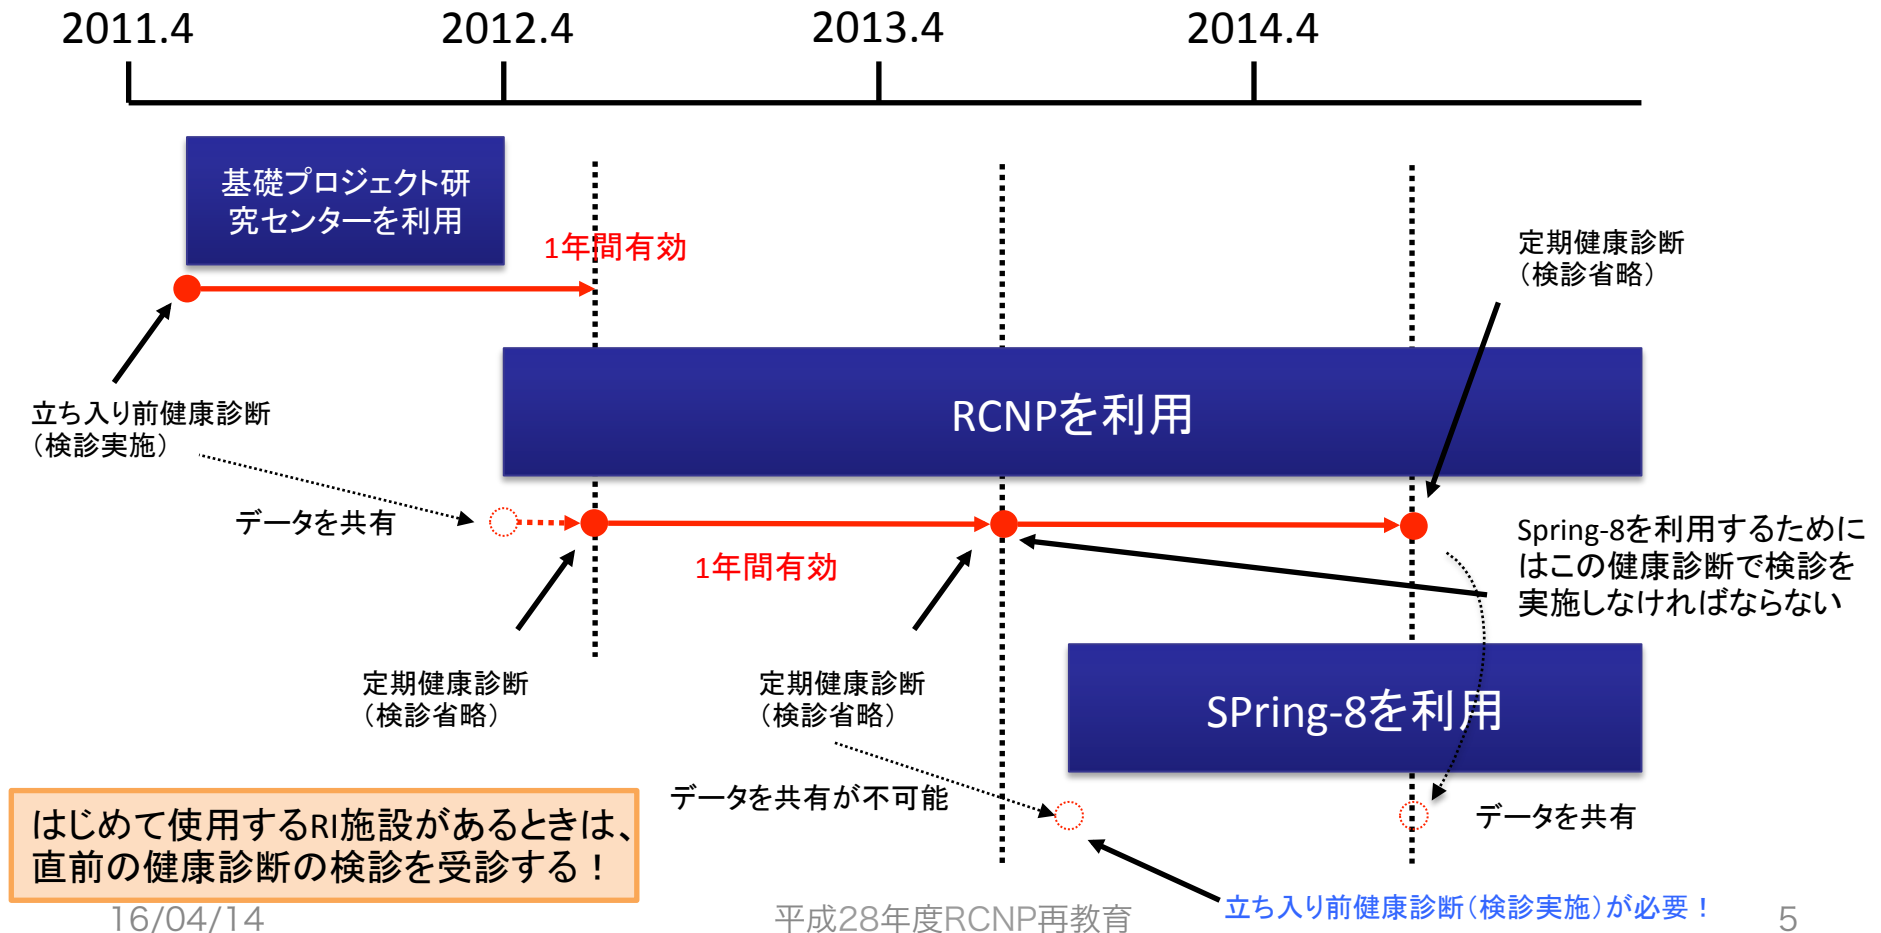 2011.4
2012.4
2013.4
2014.4
基礎プロジェクト研
究センターを利用
1年間有効
定期健康診断
（検診省略）
RCNPを利用
立ち入り前健康診断
（検診実施）
データを共有
1年間有効
Spring-8を利用するために
はこの健康診断で検診を
実施しなければならない
定期健康診断
（検診省略）
定期健康診断
（検診省略）
SPring-8を利用
データを共有が不可能
データを共有
はじめて使用するRI施設があるときは、
直前の健康診断の検診を受診する！
立ち入り前健康診断（検診実施）が必要！
16/04/14
平成28年度RCNP再教育
5